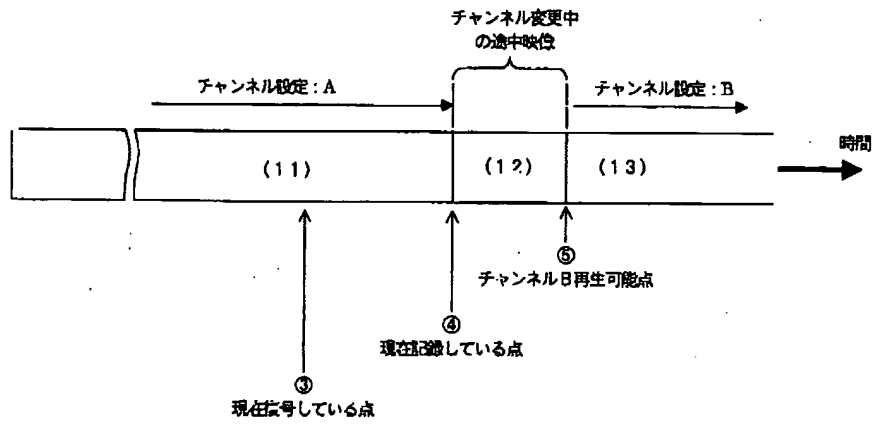 チャンネル変更中
の途中映像
チャンネル設定：A
チャンネル設定：B
時間
(11)
(12)
(13)
⑤
チャンネルB再生可能点
④
現在記録している点
③
現在信号している点